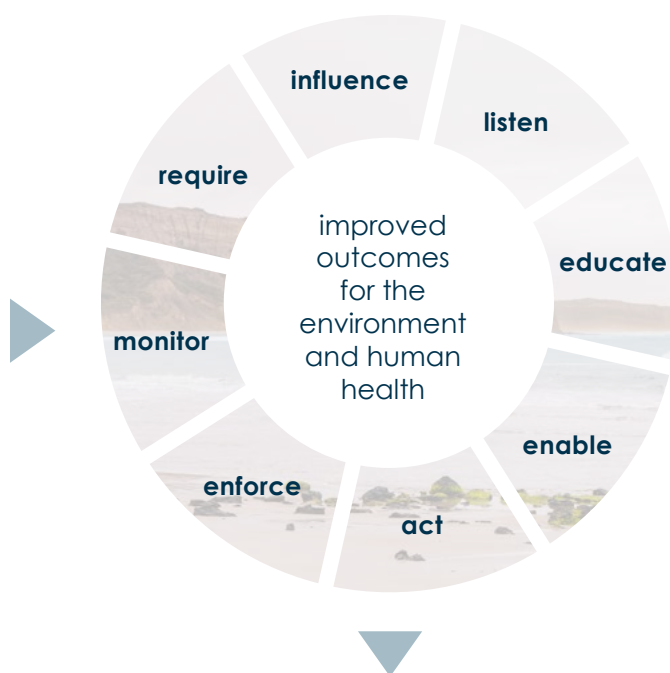 influence
listen
educate
enable
act
enforce
monitor
require
improved
outcomes
for the
environment
and human
health